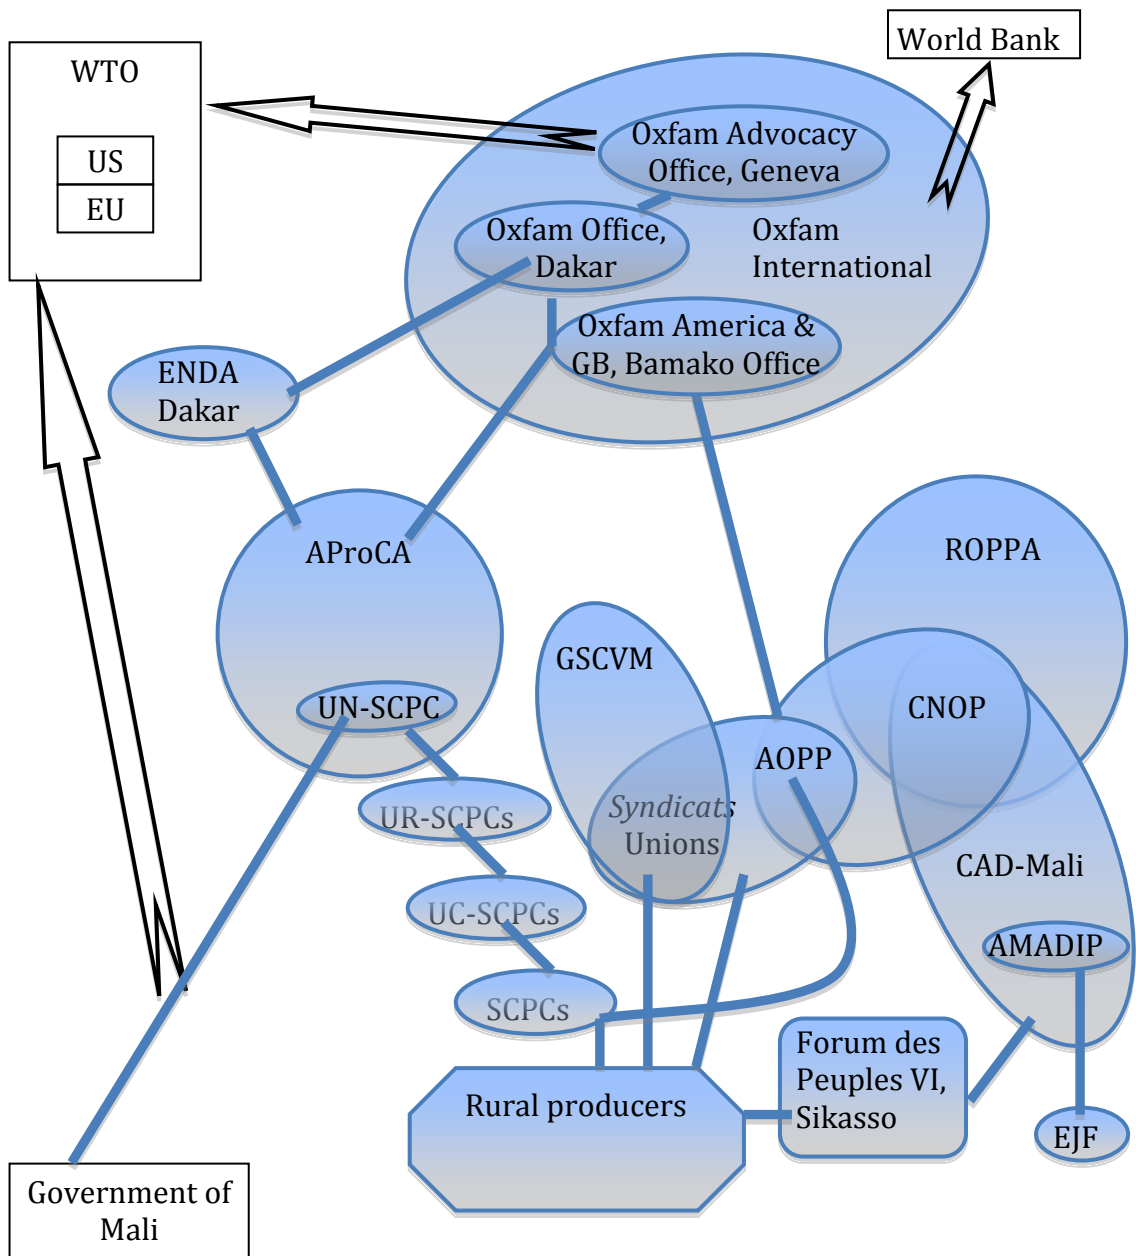 World Bank
WTO
US
EU
Oxfam Advocacy
Office, Geneva
Oxfam Office,
Dakar
Oxfam
International
Oxfam America &
GB, Bamako Office
ENDA
Dakar
AProCA
ROPPA
GSCVM
UN-SCPC
CNOP
AOPP
UR-SCPCs
Syndicats
Unions
CAD-Mali
UC-SCPCs
AMADIP
SCPCs
Forum des
Peuples VI,
Sikasso
Rural producers
EJF
Government of
Mali